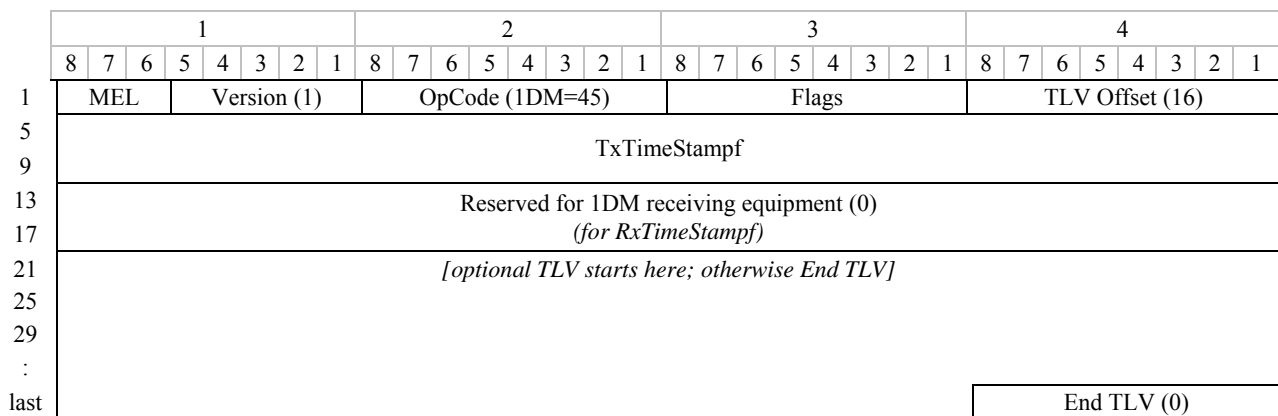 1 2 3 4
8 7 6 5 4 3 2 1 8 7 6 5 4 3 2 1 8 7 6 5 4 3 2 1 8 7 6 5 4 3 2 1
1 MEL Version (1) OpCode (1DM=45) Flags TLV Offset (16)
5
TxTimeStampf
9
13 Reserved for 1DM receiving equipment (0)
17 (for RxTimeStampf)
21 [optional TLV starts here; otherwise End TLV]
25
29
:
last End TLV (0)